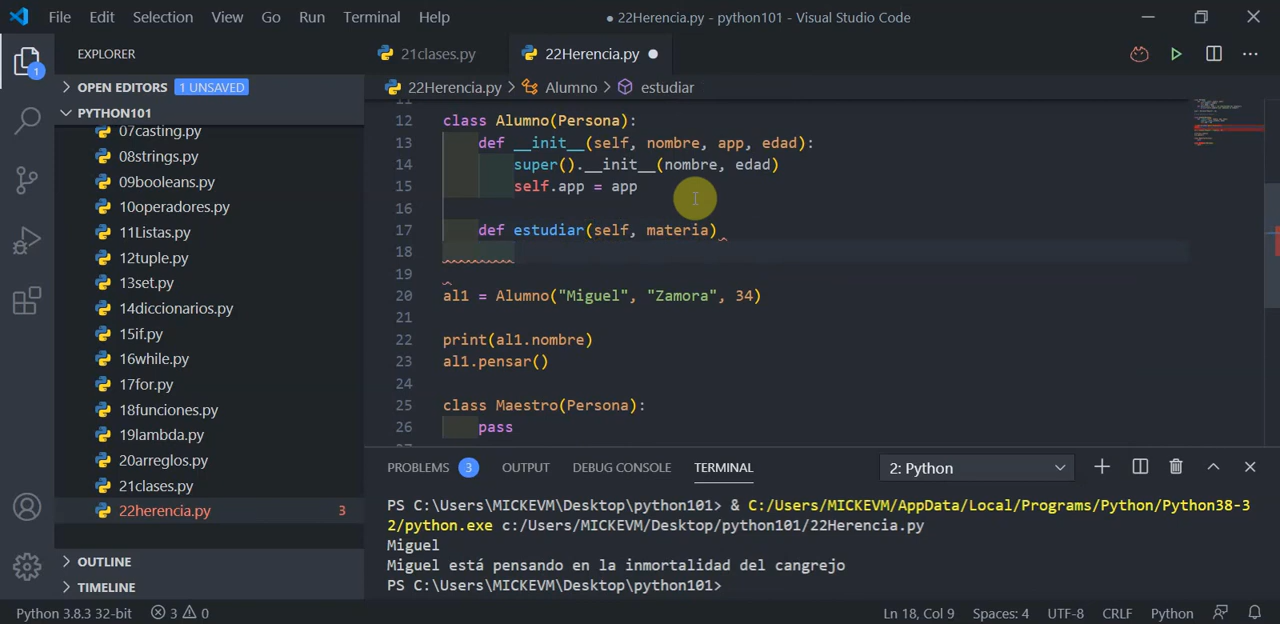 File Edit Selection View Go Run Terminal Help ● 22Herencia.py - python101 - Visual Studio Code
EXPLORER
OPEN EDITORS 1 UNSAVED
PYTHON101
07casting.py
08strings.py
09booleans.py
10operadores.py
11Listas.py
12tuple.py
13set.py
14diccionarios.py
15if.py
16while.py
17for.py
18funciones.py
19lambda.py
20arreglos.py
21clases.py
22herencia.py 3
OUTLINE
TIMELINE
1
21clases.py 22Herencia.py ●
22Herencia.py > Alumno > estudiar
11
12 class Alumno(Persona):
13 def __init__(self, nombre, app, edad):
14 super().__init__(nombre, edad)
15 self.app = app
16
17 def estudiar(self, materia)
18
19
20 al1 = Alumno("Miguel", "Zamora", 34)
21
22 print(al1.nombre)
23 al1.pensar()
24
25 class Maestro(Persona):
26 pass
27
PROBLEMS 3 OUTPUT DEBUG CONSOLE TERMINAL 2: Python
PS C:\Users\MICKEVM\Desktop\python101> & C:/Users/MICKEVM/AppData/Local/Programs/Python/Python38-3
2/python.exe c:/Users/MICKEVM/Desktop/python101/22Herencia.py
Miguel
Miguel está pensando en la inmortalidad del cangrejo
PS C:\Users\MICKEVM\Desktop\python101>
Python 3.8.3 32-bit 3 0 Ln 18, Col 9 Spaces: 4 UTF-8 CRLF Python